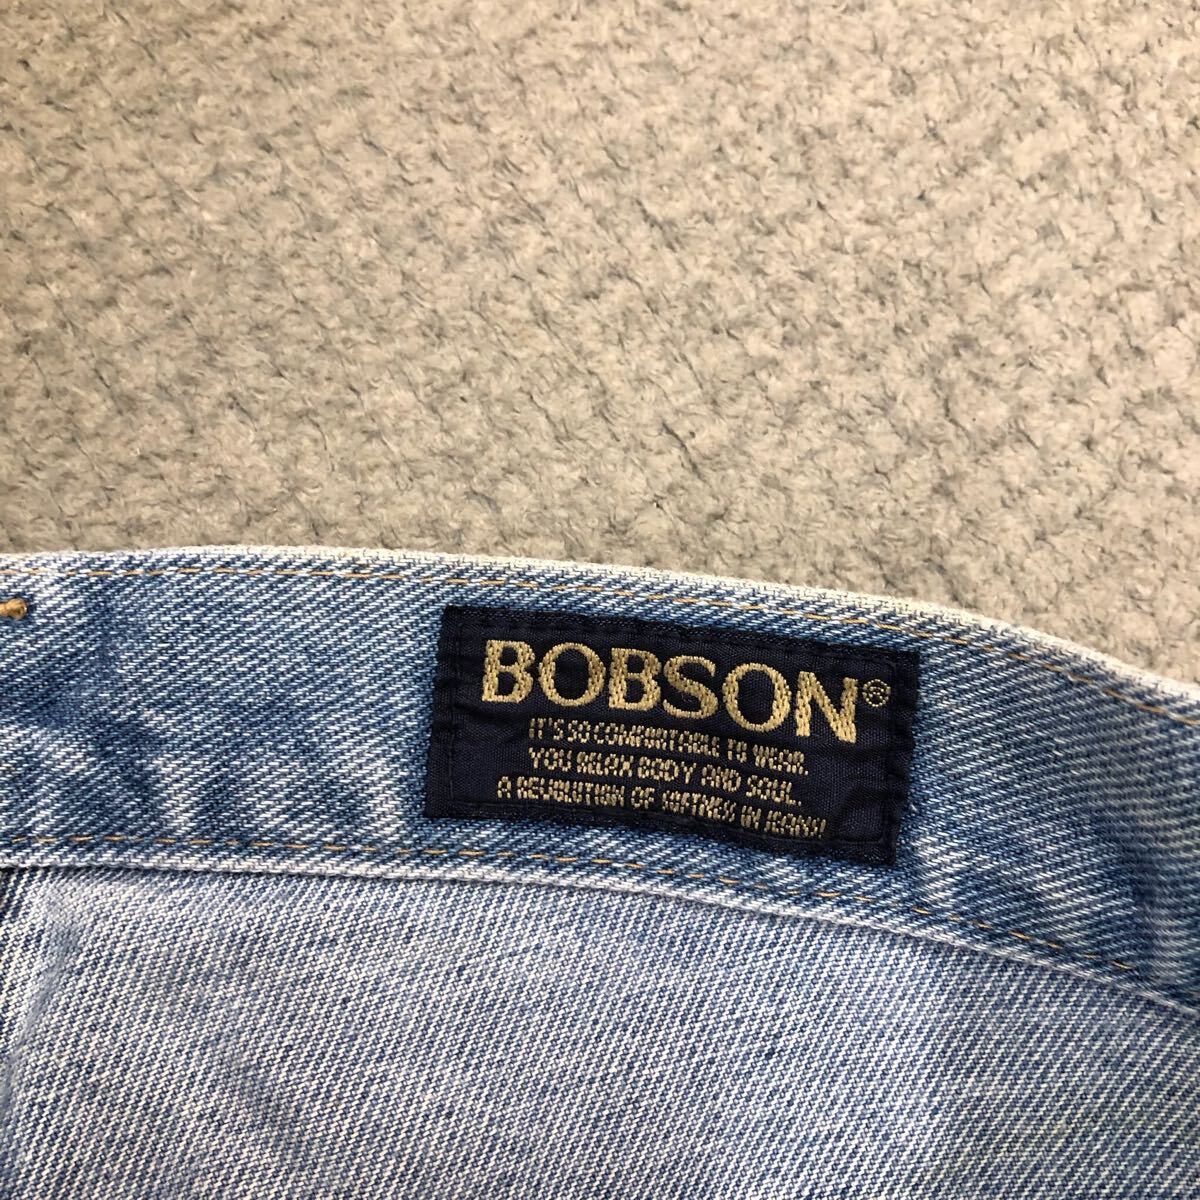 BOBSON®
IT'S SO COMFORTABLE TO WEAR.
YOU RELAX BODY AND SOUL.
A REVOLUTION OF SOFTNESS IN JEANS!